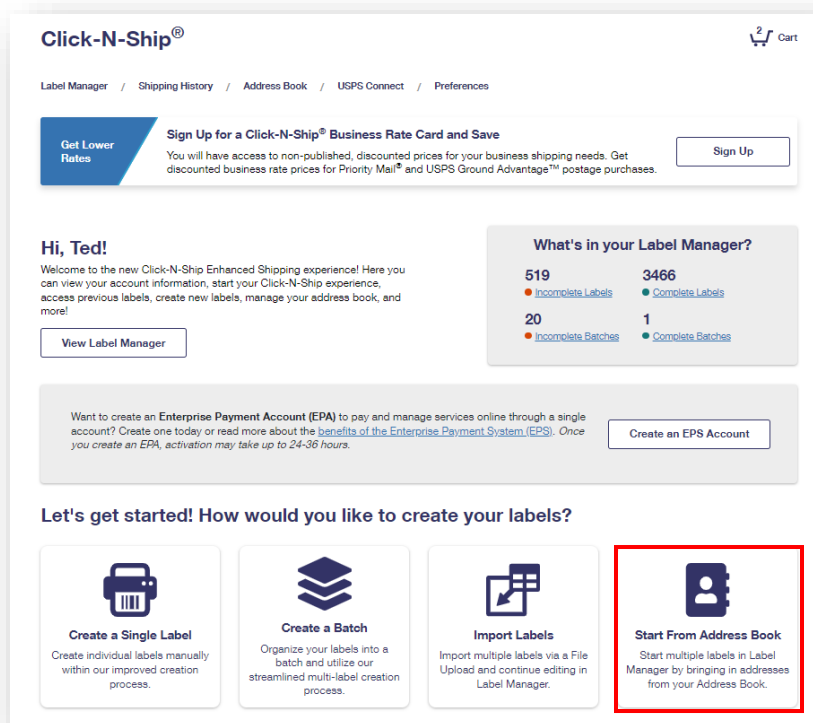 Click-N-Ship®
2
Cart
Label Manager / Shipping History / Address Book / USPS Connect / Preferences
Get Lower
Rates
Sign Up for a Click-N-Ship® Business Rate Card and Save
You will have access to non-published, discounted prices for your business shipping needs. Get
discounted business rate prices for Priority Mail® and USPS Ground Advantage™ postage purchases.
Sign Up
Hi, Ted!
Welcome to the new Click-N-Ship Enhanced Shipping experience! Here you
can view your account information, start your Click-N-Ship experience,
access previous labels, create new labels, manage your address book, and
more!
View Label Manager
What's in your Label Manager?
519
Incomplete Labels
3466
Complete Labels
20
Incomplete Batches
1
Complete Batches
Want to create an Enterprise Payment Account (EPA) to pay and manage services online through a single
account? Create one today or read more about the benefits of the Enterprise Payment System (EPS). Once
you create an EPA, activation may take up to 24-36 hours.
Create an EPS Account
Let's get started! How would you like to create your labels?
Create a Single Label
Create individual labels manually
within our improved creation
process.
Create a Batch
Organize your labels into a
batch and utilize our
streamlined multi-label creation
process.
Import Labels
Import multiple labels via a File
Upload and continue editing in
Label Manager.
Start From Address Book
Start multiple labels in Label
Manager by bringing in addresses
from your Address Book.